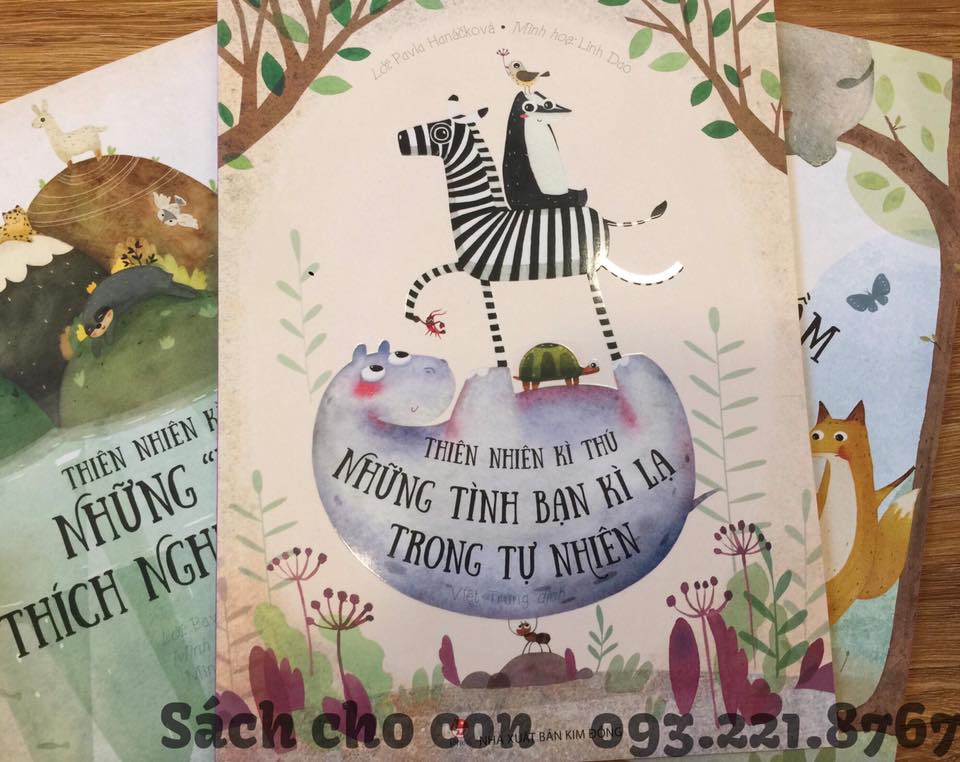 Lời: Pavla Hanáčková • Minh hoạ: Linh Dao
THIÊN NHIÊN KÌ THÚ
NHỮNG TÌNH BẠN KÌ LẠ
TRONG TỰ NHIÊN
Việt Trung dịch
NHÀ XUẤT BẢN KIM ĐỒNG
THIÊN NHIÊN K
NHỮNG "
THÍCH NGH
Minh
Sách cho con 093.221.8767